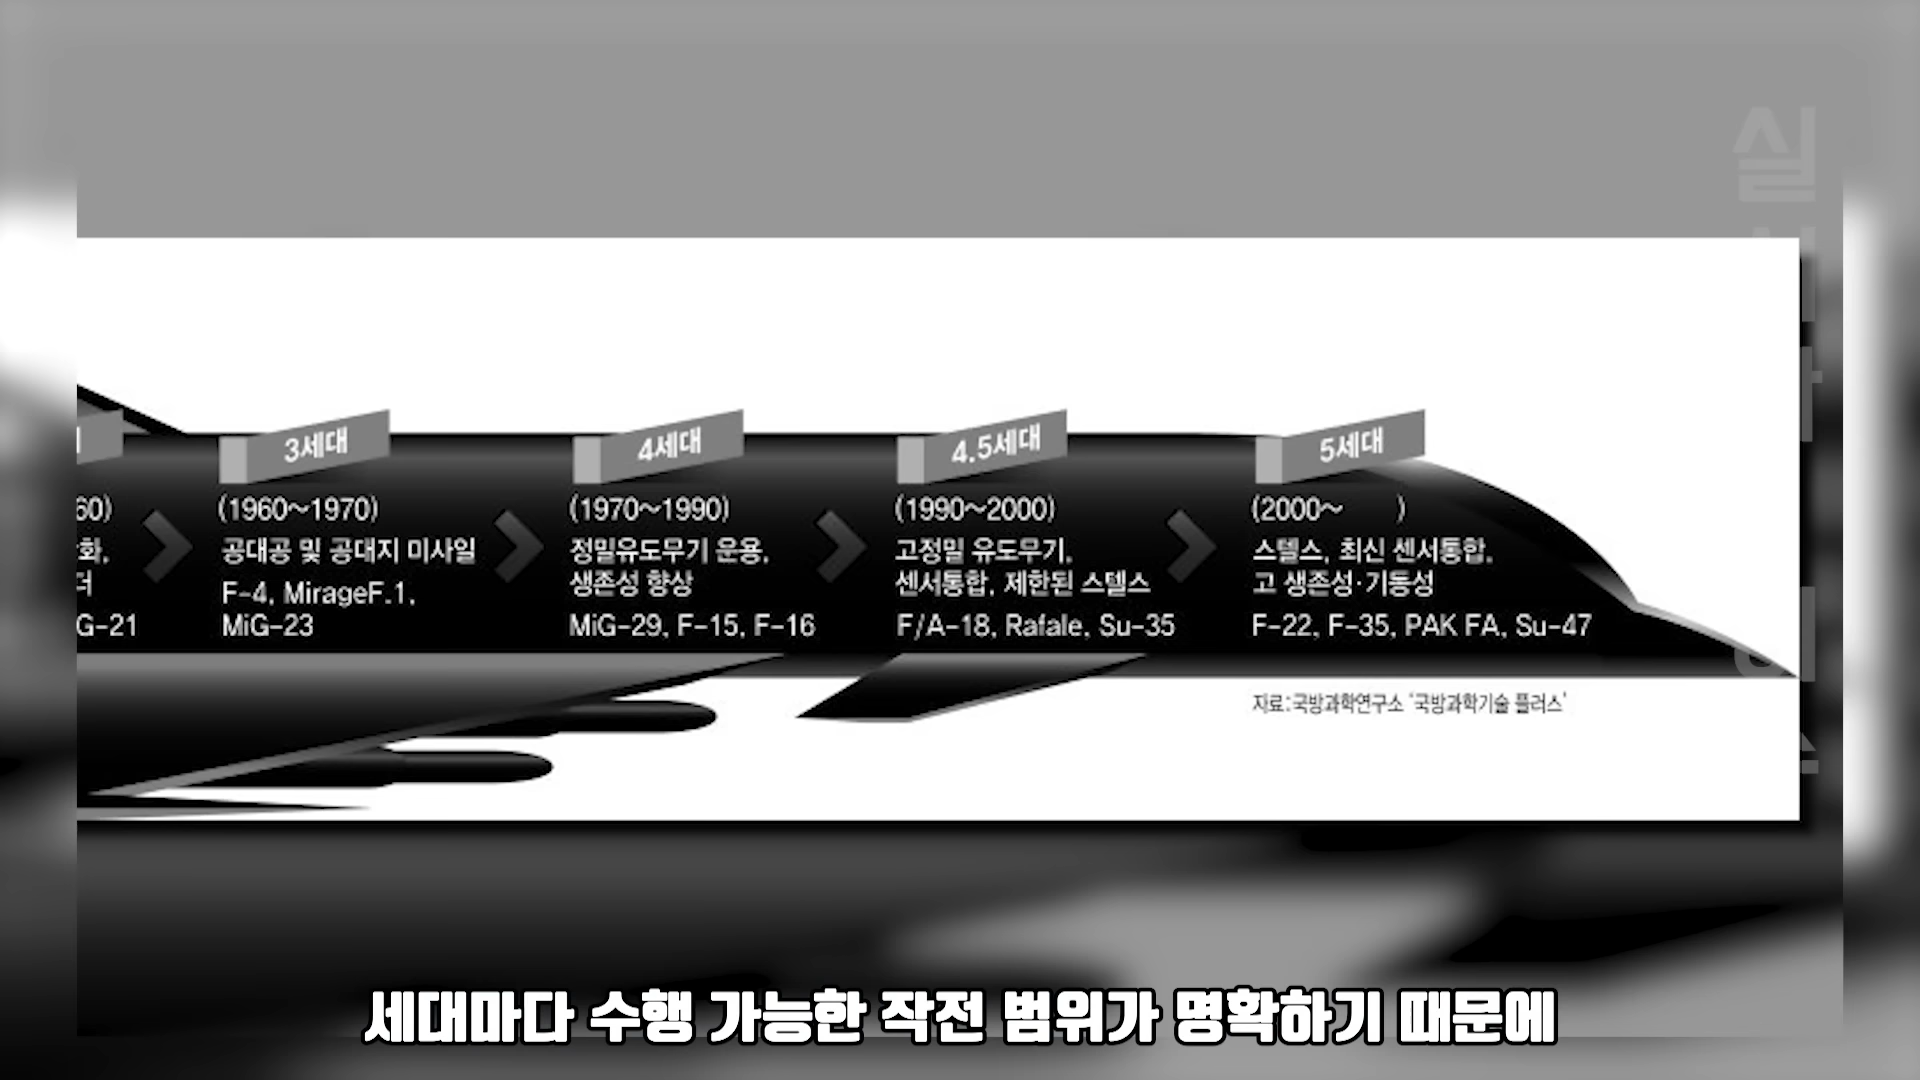 3세대
(1960~1970)
공대공 및 공대지 미사일
F-4, MirageF.1,
MiG-23
4세대
(1970~1990)
정밀유도무기 운용,
생존성 향상
MiG-29, F-15, F-16
4.5세대
(1990~2000)
고정밀 유도무기,
센서통합, 제한된 스텔스
F/A-18, Rafale, Su-35
5세대
(2000~ )
스텔스, 최신 센서통합,
고 생존성·기동성
F-22, F-35, PAK FA, Su-47
60)
화,
G-21
자료:국방과학연구소 '국방과학기술 플러스'
세대마다 수행 가능한 작전 범위가 명확하기 때문에